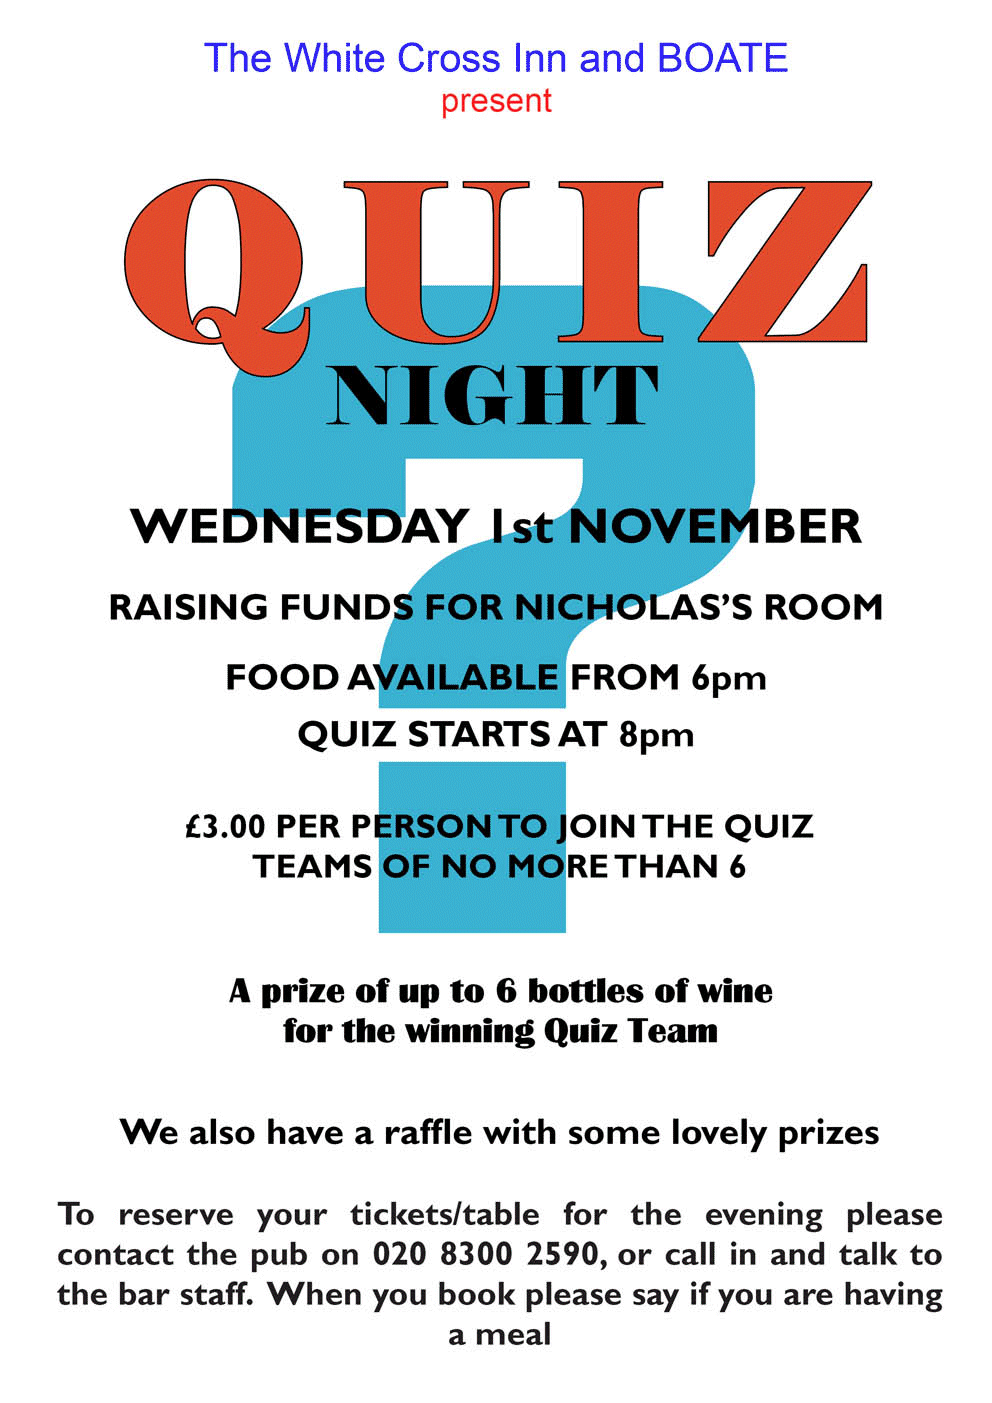 The White Cross Inn and BOATE
present
QUIZ
NIGHT
WEDNESDAY 1st NOVEMBER
RAISING FUNDS FOR NICHOLAS’S ROOM
FOOD AVAILABLE FROM 6pm
QUIZ STARTS AT 8pm
£3.00 PER PERSON TO JOIN THE QUIZ
TEAMS OF NO MORE THAN 6
A prize of up to 6 bottles of wine
for the winning Quiz Team
We also have a raffle with some lovely prizes
To reserve your tickets/table for the evening please
contact the pub on 020 8300 2590, or call in and talk to
the bar staff. When you book please say if you are having
a meal